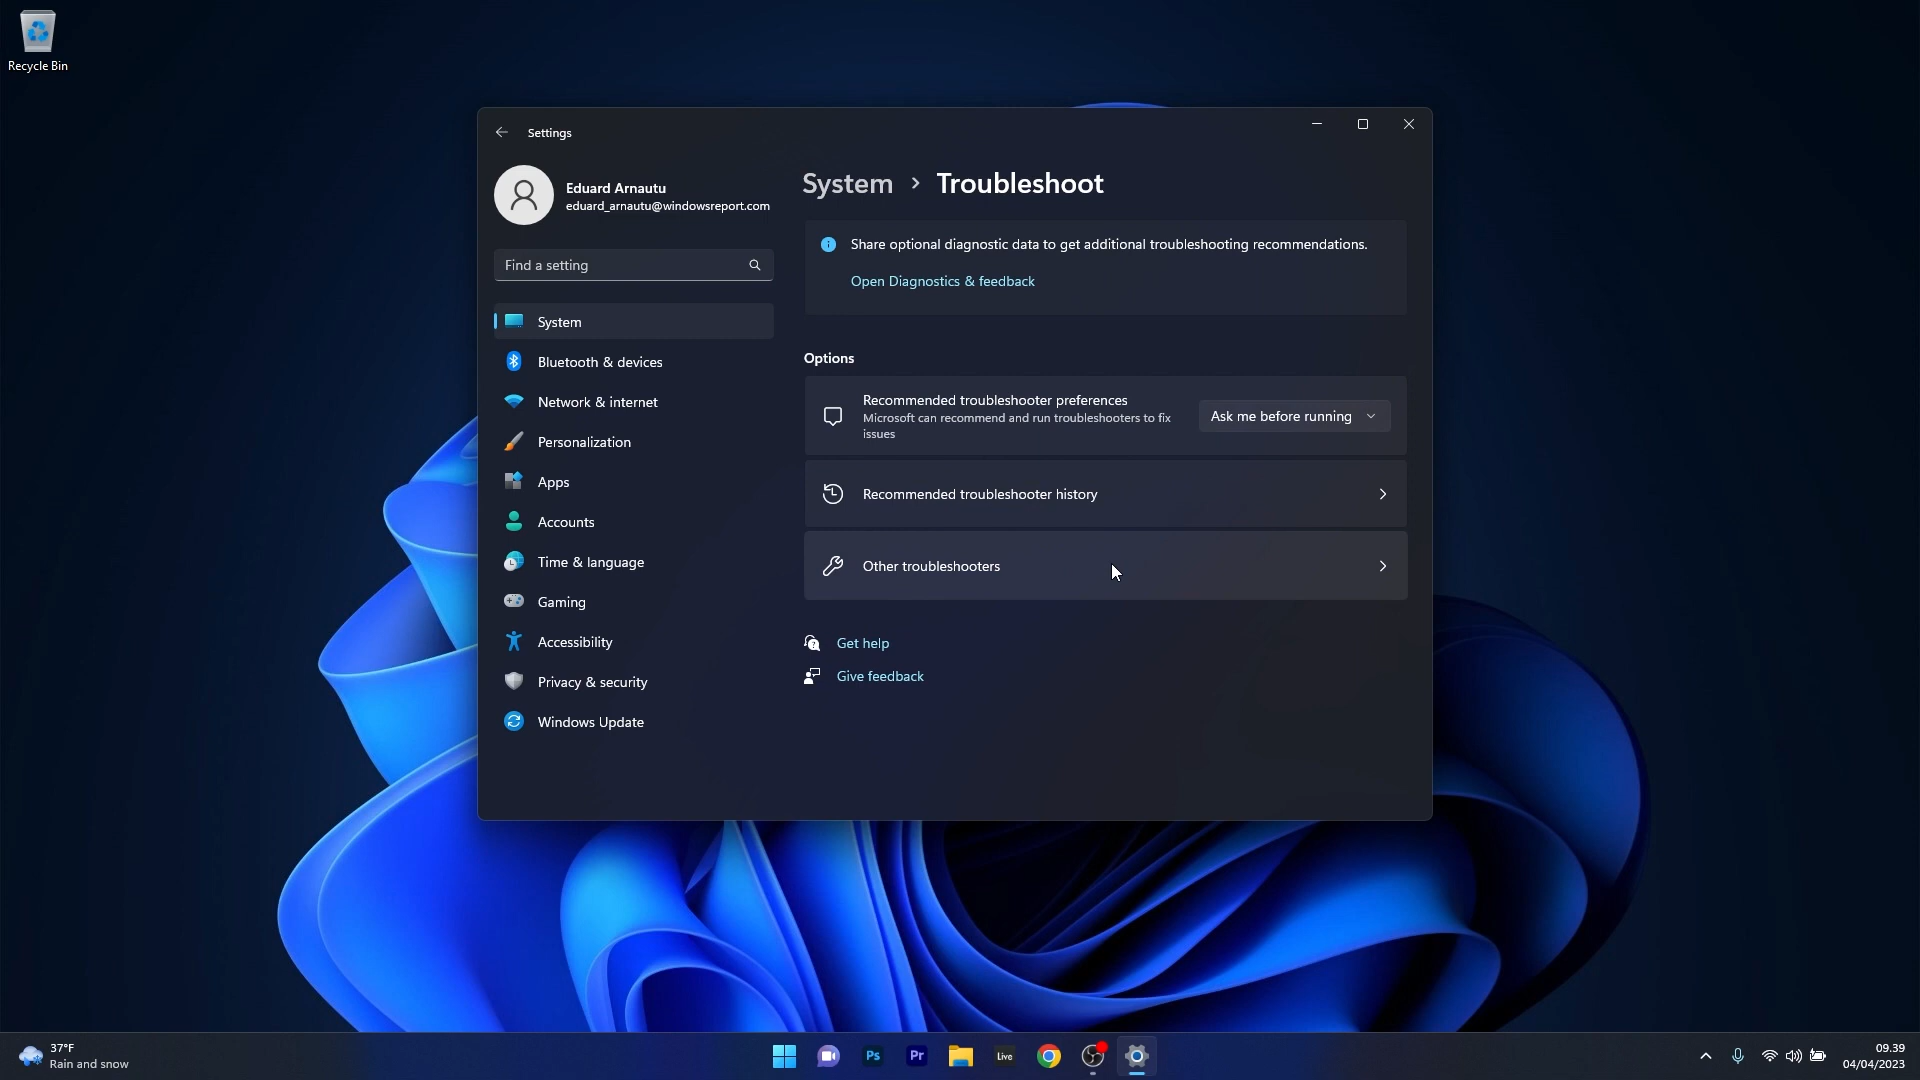 Recycle Bin
Settings
Eduard Arnautu
eduard_arnautu@windowsreport.com
Find a setting
System
Bluetooth & devices
Network & internet
Personalization
Apps
Accounts
Time & language
Gaming
Accessibility
Privacy & security
Windows Update
System > Troubleshoot
Share optional diagnostic data to get additional troubleshooting recommendations.
Open Diagnostics & feedback
Options
Recommended troubleshooter preferences
Microsoft can recommend and run troubleshooters to fix
issues
Ask me before running
Recommended troubleshooter history
Other troubleshooters
Get help
Give feedback
37°F
Rain and snow
Ps
Pr
Live
09.39
04/04/2023